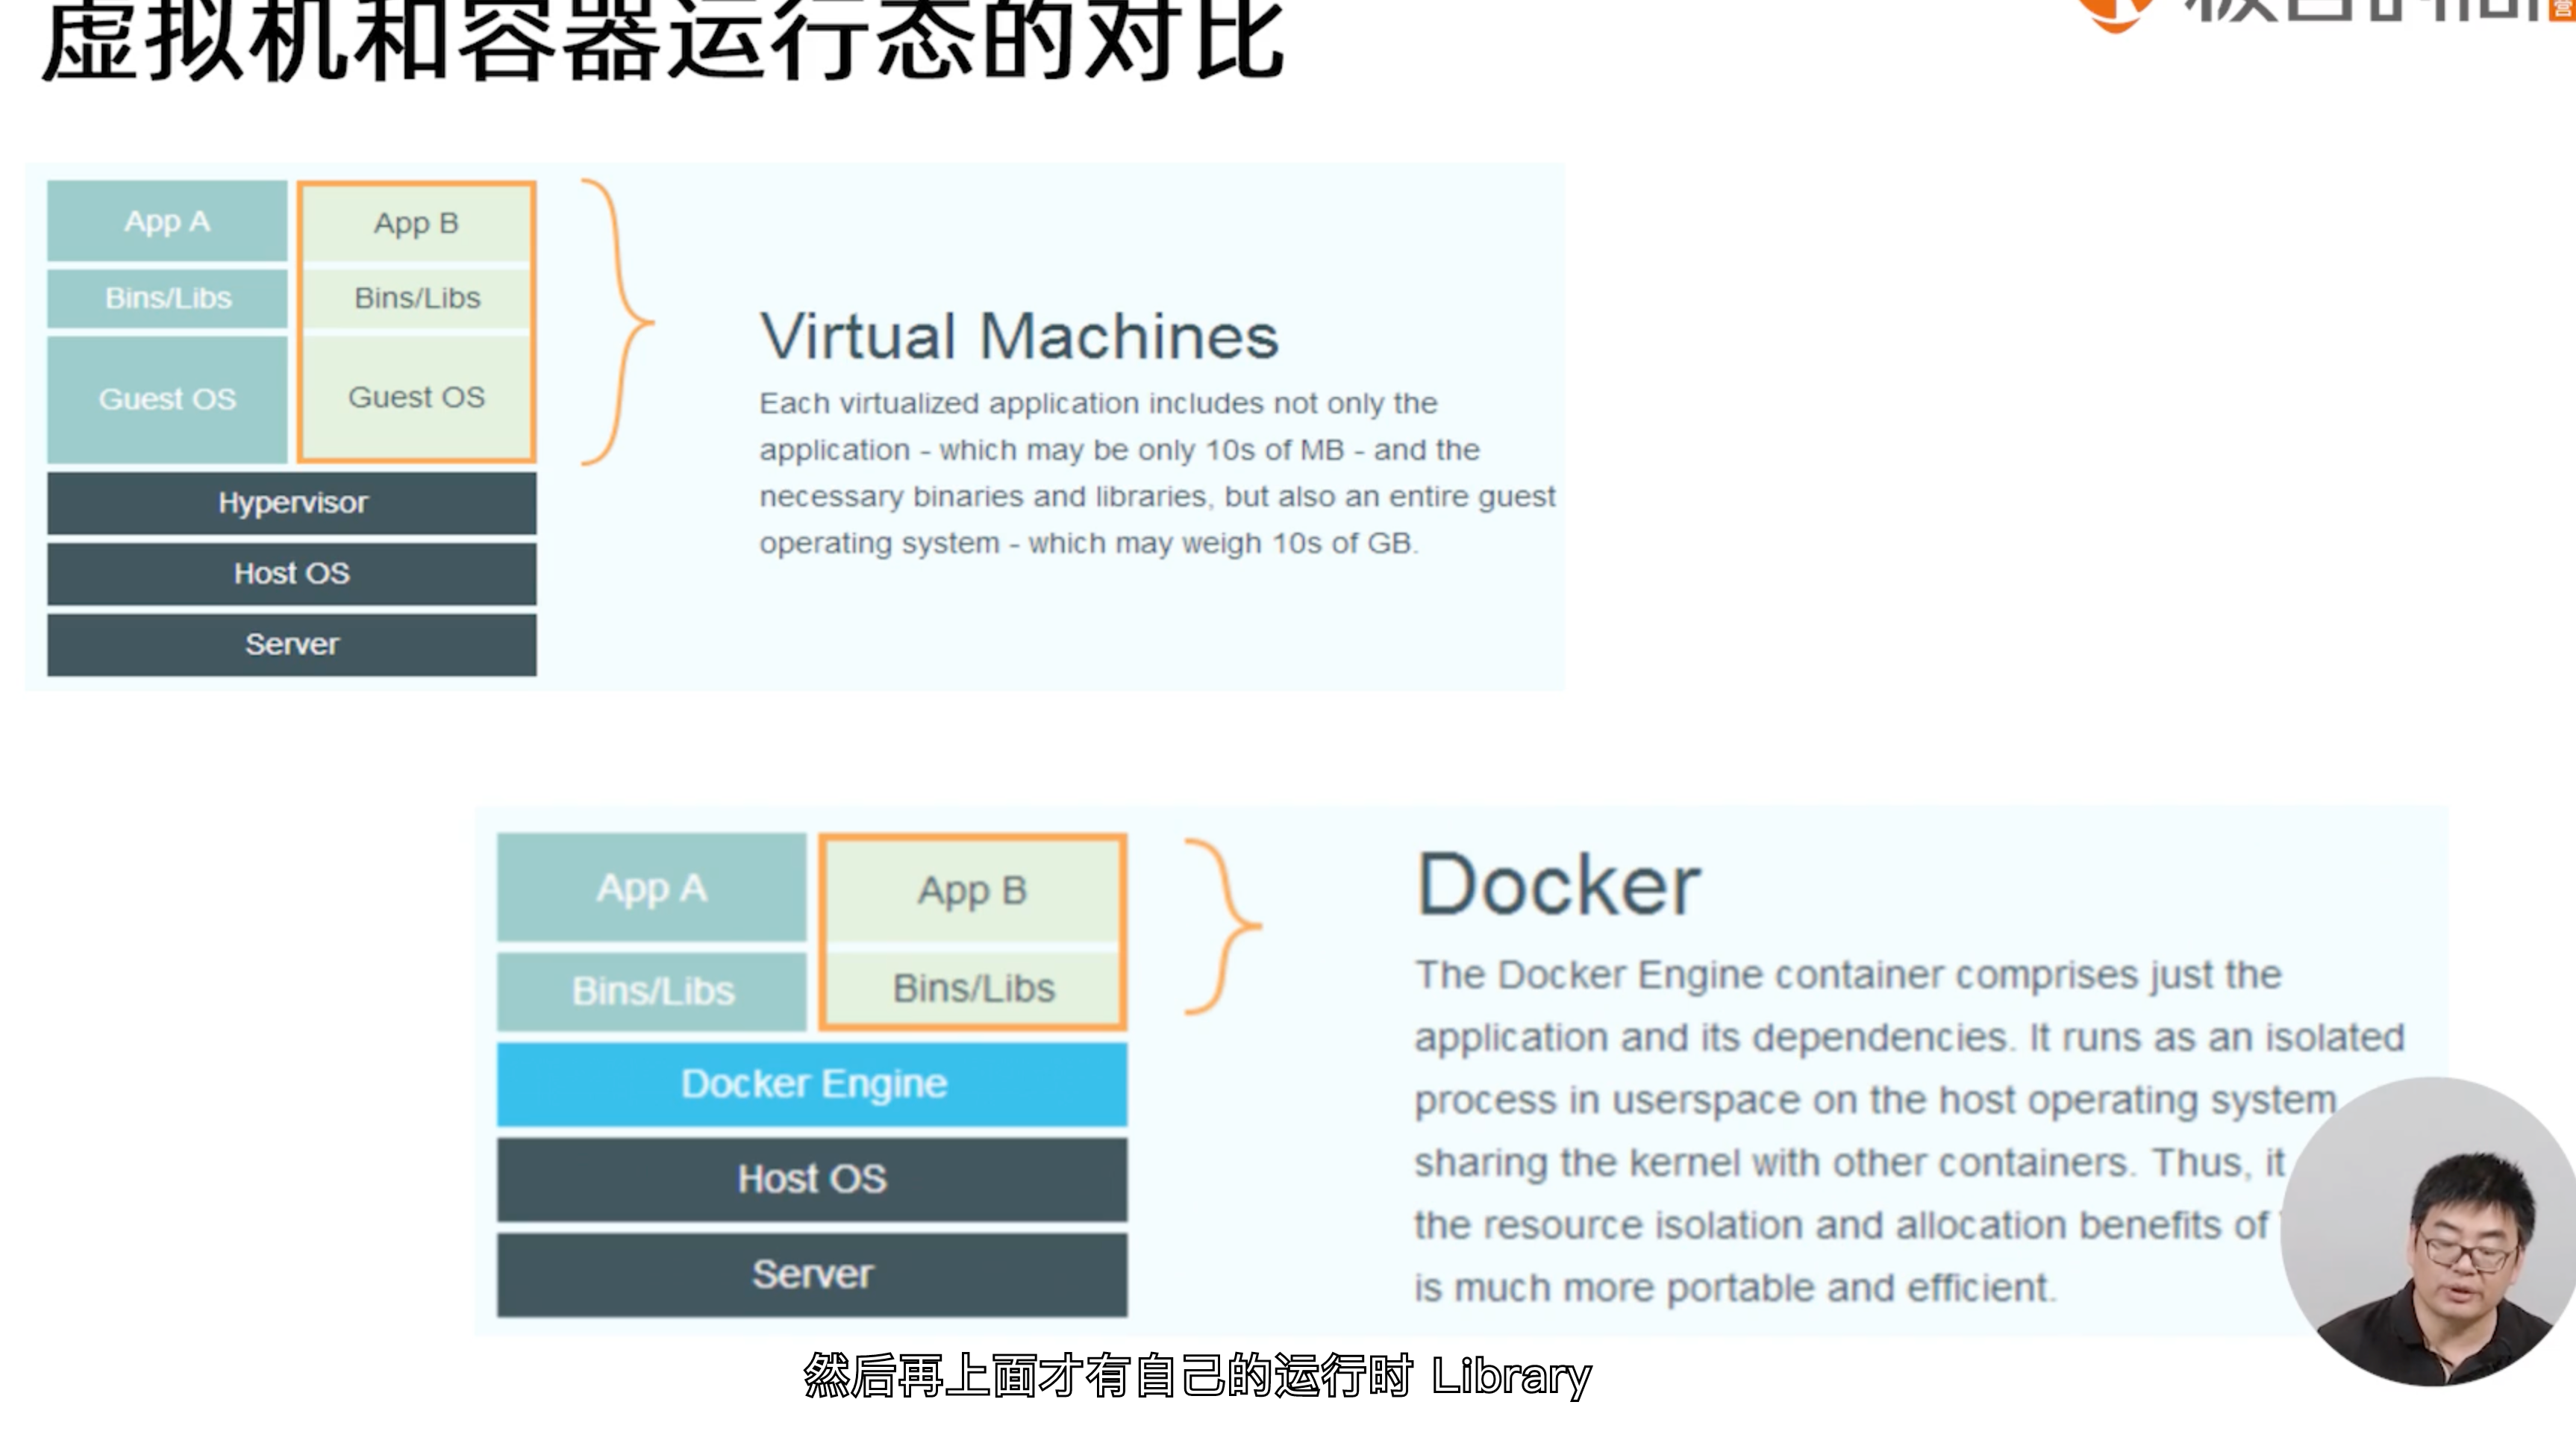 虚拟机和容器运行态的对比
App A
App B
Bins/Libs
Bins/Libs
Guest OS
Guest OS
Hypervisor
Host OS
Server
Virtual Machines
Each virtualized application includes not only the
application - which may be only 10s of MB - and the
necessary binaries and libraries, but also an entire guest
operating system - which may weigh 10s of GB.
App A
App B
Bins/Libs
Bins/Libs
Docker Engine
Host OS
Server
Docker
The Docker Engine container comprises just the
application and its dependencies. It runs as an isolated
process in userspace on the host operating system
sharing the kernel with other containers. Thus, it
the resource isolation and allocation benefits of
is much more portable and efficient.
然后再上面才有自己的运行时 Library